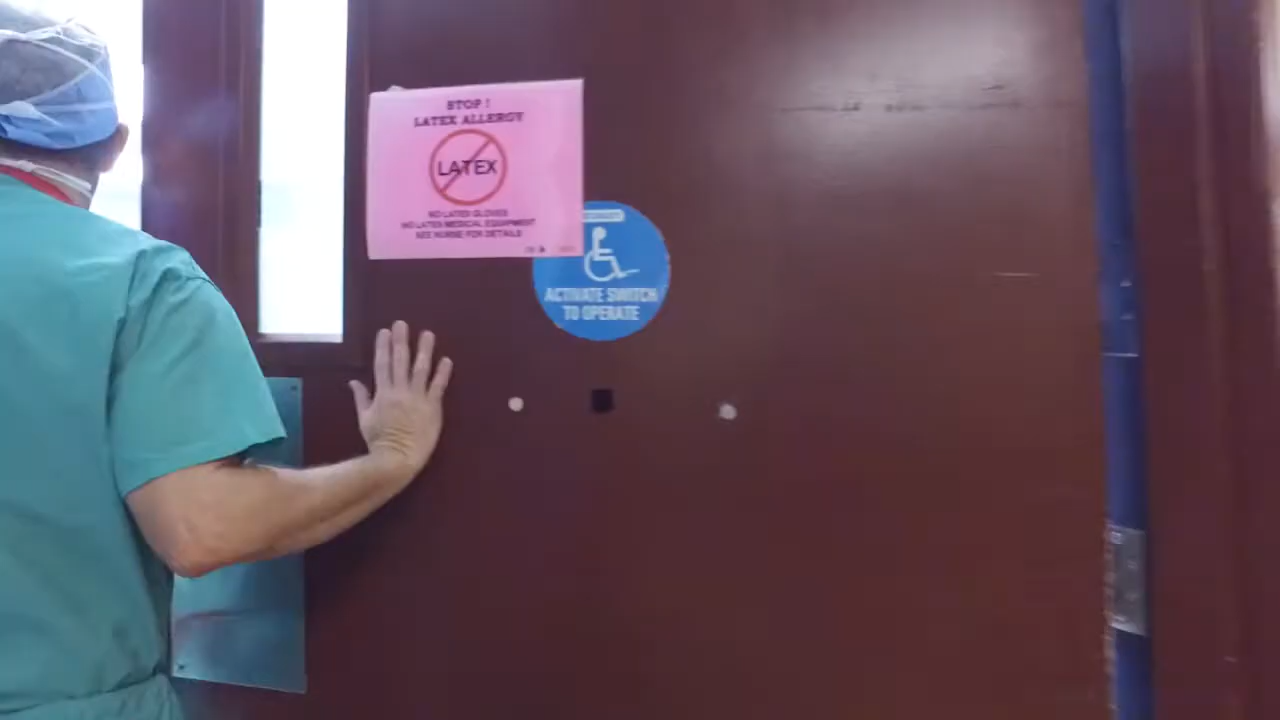 STOP !
LATEX ALLERGY
LATEX
NO LATEX GLOVES
NO LATEX MEDICAL EQUIPMENT
SEE NURSE FOR DETAILS
ACTIVATE SWITCH
TO OPERATE